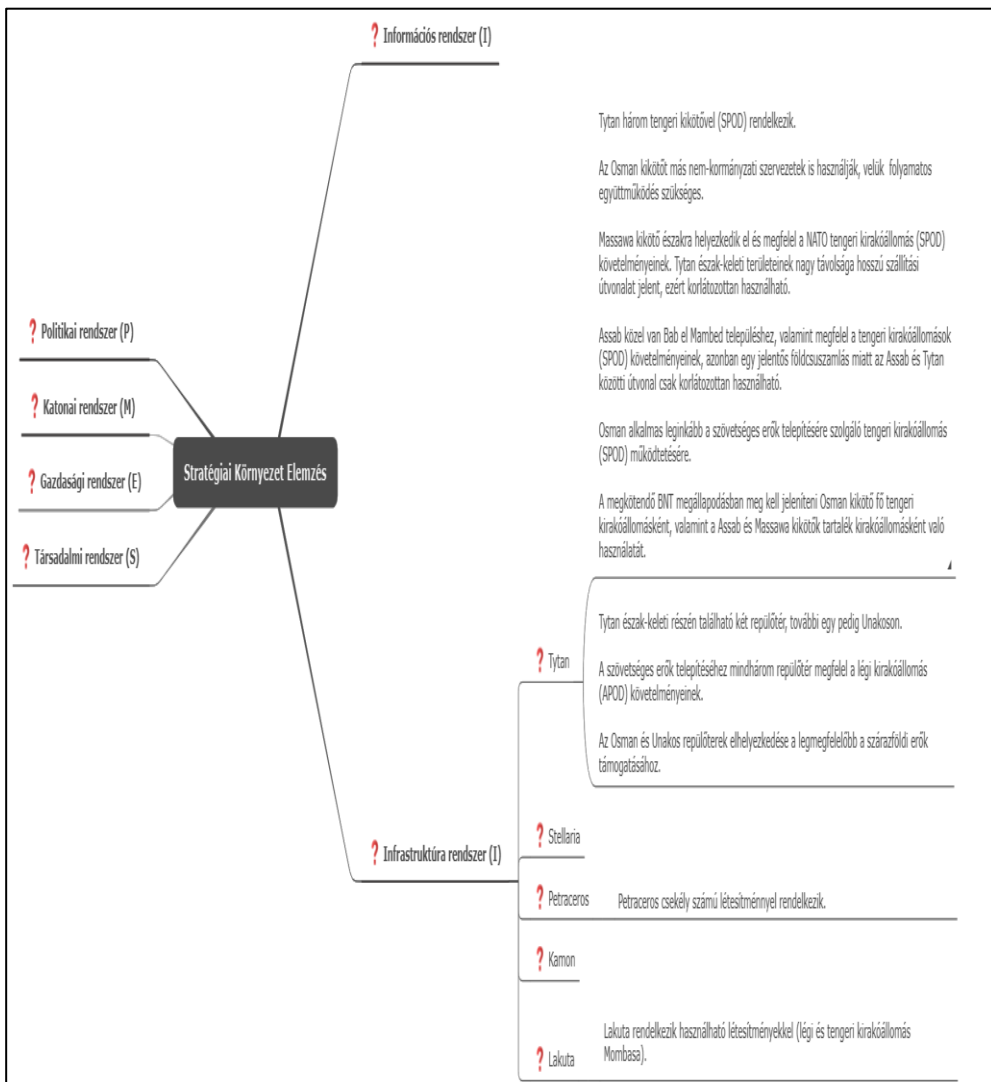 Információs rendszer (I)
Tytan három tengeri kikötővel (SPOD) rendelkezik.
Az Osman kikötőt más nem-kormányzati szervezetek is használják, velük folyamatos
együttműködés szükséges.
Massawa kikötő északra helyezkedik el és megfelel a NATO tengeri kirakóállomás (SPOD)
követelményeinek. Tytan észak-keleti területeinek nagy távolsága hosszú szállítási
útvonalat jelent, ezért korlátozottan használható.
Assab közel van Bab el Mambed településhez, valamint megfelel a tengeri kirakóállomások
(SPOD) követelményeinek, azonban egy jelentős földcsuszamlás miatt az Assab és Tytan
közötti útvonal csak korlátozottan használható.
Osman alkalmas leginkább a szövetséges erők telepítésére szolgáló tengeri kirakóállomás
(SPOD) működtetésére.
A megkötendő BNT megállapodásban meg kell jeleníteni Osman kikötő fő tengeri
kirakóállomásként, valamint a Assab és Massawa kikötők tartalék kirakóállomásként való
használatát.
Politikai rendszer (P)
Katonai rendszer (M)
Gazdasági rendszer (E)
Társadalmi rendszer (S)
Stratégiai Környezet Elemzés
Tytan
Tytan észak-keleti részén található két repülőtér, további egy pedig Unakoson.
A szövetséges erők telepítéséhez mindhárom repülőtér megfelel a légi kirakóállomás
(APOD) követelményeinek.
Az Osman és Unakos repülőterek elhelyezkedése a legmegfelelőbb a szárazföldi erők
támogatásához.
Infrastruktúra rendszer (I)
Stellaria
Petraceros
Petraceros csekély számú létesítménnyel rendelkezik.
Kamon
Lakuta
Lakuta rendelkezik használható létesítményekkel (légi és tengeri kirakóállomás
Mombasa).